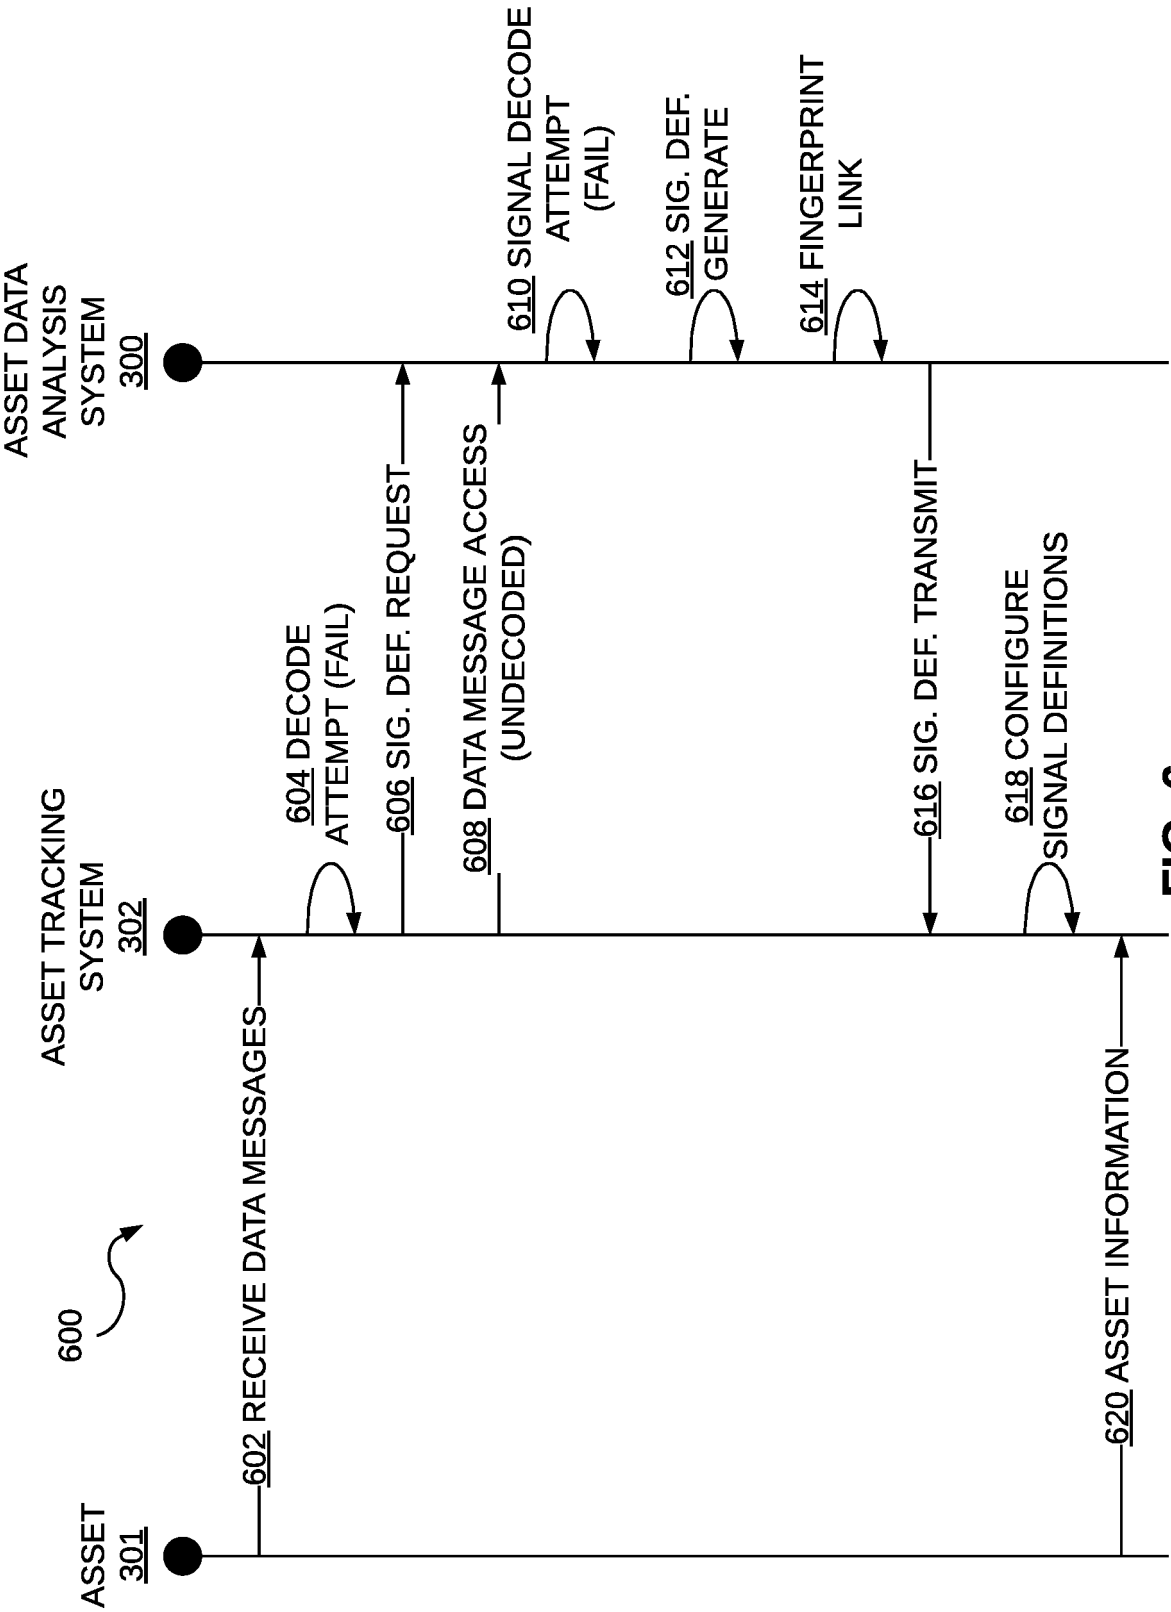 600
ASSET
301
ASSET TRACKING
SYSTEM
302
ASSET DATA
ANALYSIS
SYSTEM
300
602 RECEIVE DATA MESSAGES
604 DECODE
ATTEMPT (FAIL)
606 SIG. DEF. REQUEST
608 DATA MESSAGE ACCESS
(UNDECODED)
610 SIGNAL DECODE
ATTEMPT
(FAIL)
612 SIG. DEF.
GENERATE
614 FINGERPRINT
LINK
616 SIG. DEF. TRANSMIT
618 CONFIGURE
SIGNAL DEFINITIONS
620 ASSET INFORMATION